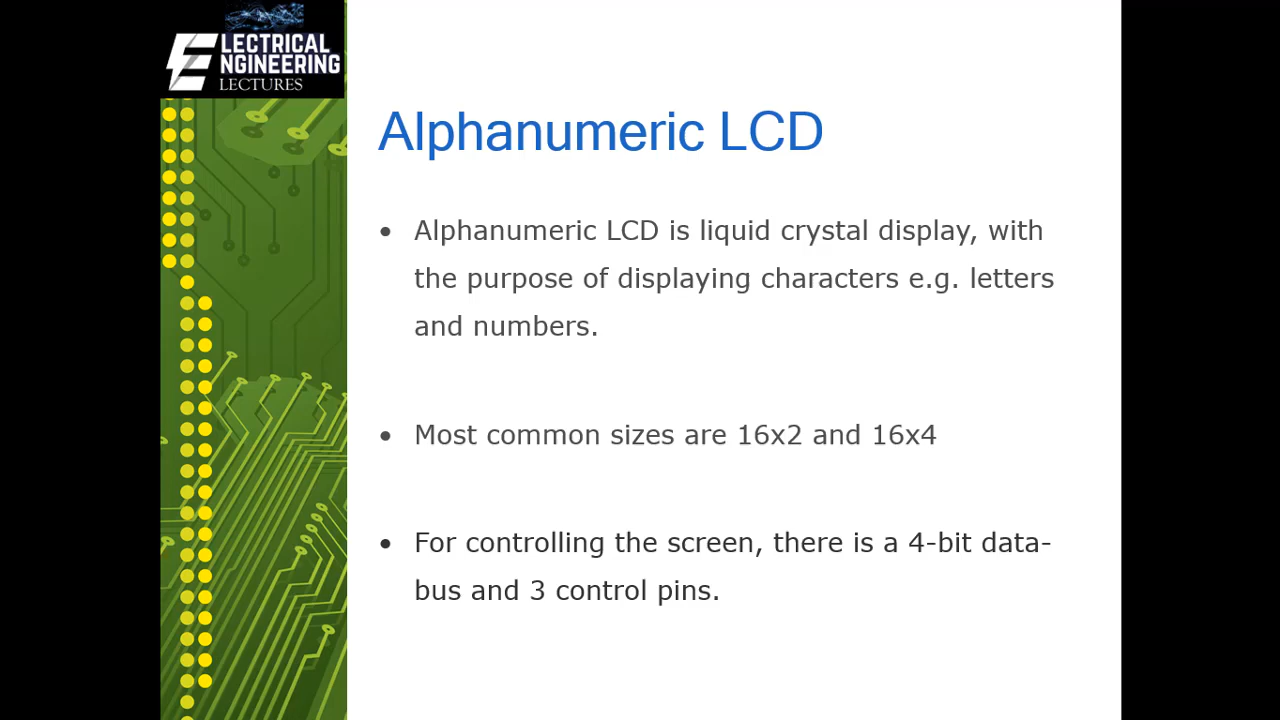 ELECTRICAL
ENGINEERING
LECTURES
Alphanumeric LCD
• Alphanumeric LCD is liquid crystal display, with
the purpose of displaying characters e.g. letters
and numbers.
• Most common sizes are 16x2 and 16x4
• For controlling the screen, there is a 4-bit data-
bus and 3 control pins.